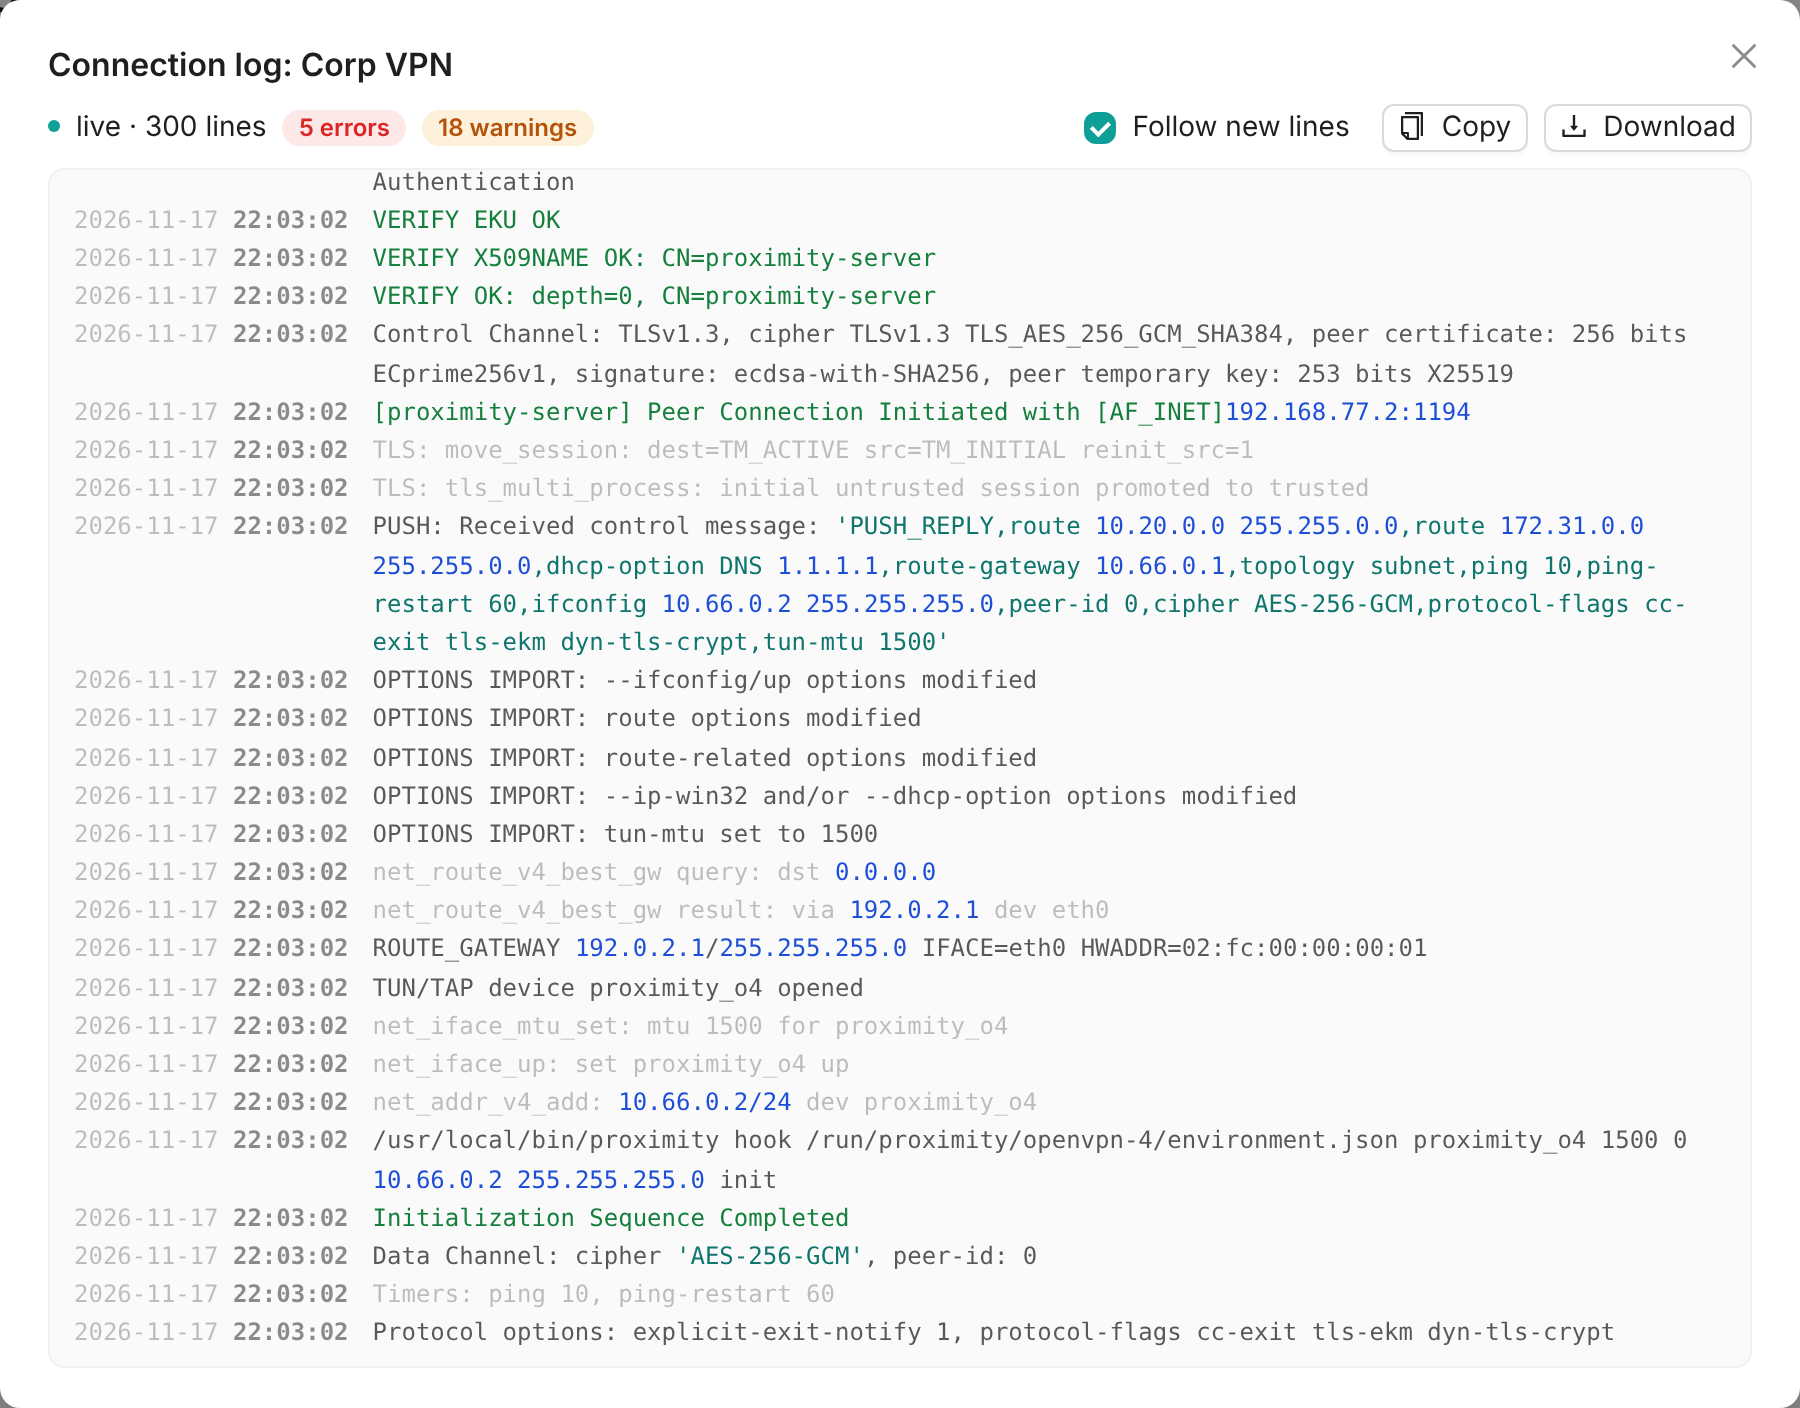 Connection log: Corp VPN
live · 300 lines 5 errors 18 warnings Follow new lines Copy Download
Authentication
2026-11-17 22:03:02 VERIFY EKU OK
2026-11-17 22:03:02 VERIFY X509NAME OK: CN=proximity-server
2026-11-17 22:03:02 VERIFY OK: depth=0, CN=proximity-server
2026-11-17 22:03:02 Control Channel: TLSv1.3, cipher TLSv1.3 TLS_AES_256_GCM_SHA384, peer certificate: 256 bits
ECprime256v1, signature: ecdsa-with-SHA256, peer temporary key: 253 bits X25519
2026-11-17 22:03:02 [proximity-server] Peer Connection Initiated with [AF_INET]192.168.77.2:1194
2026-11-17 22:03:02 TLS: move_session: dest=TM_ACTIVE src=TM_INITIAL reinit_src=1
2026-11-17 22:03:02 TLS: tls_multi_process: initial untrusted session promoted to trusted
2026-11-17 22:03:02 PUSH: Received control message: 'PUSH_REPLY,route 10.20.0.0 255.255.0.0,route 172.31.0.0
255.255.0.0,dhcp-option DNS 1.1.1.1,route-gateway 10.66.0.1,topology subnet,ping 10,ping-
restart 60,ifconfig 10.66.0.2 255.255.255.0,peer-id 0,cipher AES-256-GCM,protocol-flags cc-
exit tls-ekm dyn-tls-crypt,tun-mtu 1500'
2026-11-17 22:03:02 OPTIONS IMPORT: --ifconfig/up options modified
2026-11-17 22:03:02 OPTIONS IMPORT: route options modified
2026-11-17 22:03:02 OPTIONS IMPORT: route-related options modified
2026-11-17 22:03:02 OPTIONS IMPORT: --ip-win32 and/or --dhcp-option options modified
2026-11-17 22:03:02 OPTIONS IMPORT: tun-mtu set to 1500
2026-11-17 22:03:02 net_route_v4_best_gw query: dst 0.0.0.0
2026-11-17 22:03:02 net_route_v4_best_gw result: via 192.0.2.1 dev eth0
2026-11-17 22:03:02 ROUTE_GATEWAY 192.0.2.1/255.255.255.0 IFACE=eth0 HWADDR=02:fc:00:00:00:01
2026-11-17 22:03:02 TUN/TAP device proximity_o4 opened
2026-11-17 22:03:02 net_iface_mtu_set: mtu 1500 for proximity_o4
2026-11-17 22:03:02 net_iface_up: set proximity_o4 up
2026-11-17 22:03:02 net_addr_v4_add: 10.66.0.2/24 dev proximity_o4
2026-11-17 22:03:02 /usr/local/bin/proximity hook /run/proximity/openvpn-4/environment.json proximity_o4 1500 0
10.66.0.2 255.255.255.0 init
2026-11-17 22:03:02 Initialization Sequence Completed
2026-11-17 22:03:02 Data Channel: cipher 'AES-256-GCM', peer-id: 0
2026-11-17 22:03:02 Timers: ping 10, ping-restart 60
2026-11-17 22:03:02 Protocol options: explicit-exit-notify 1, protocol-flags cc-exit tls-ekm dyn-tls-crypt